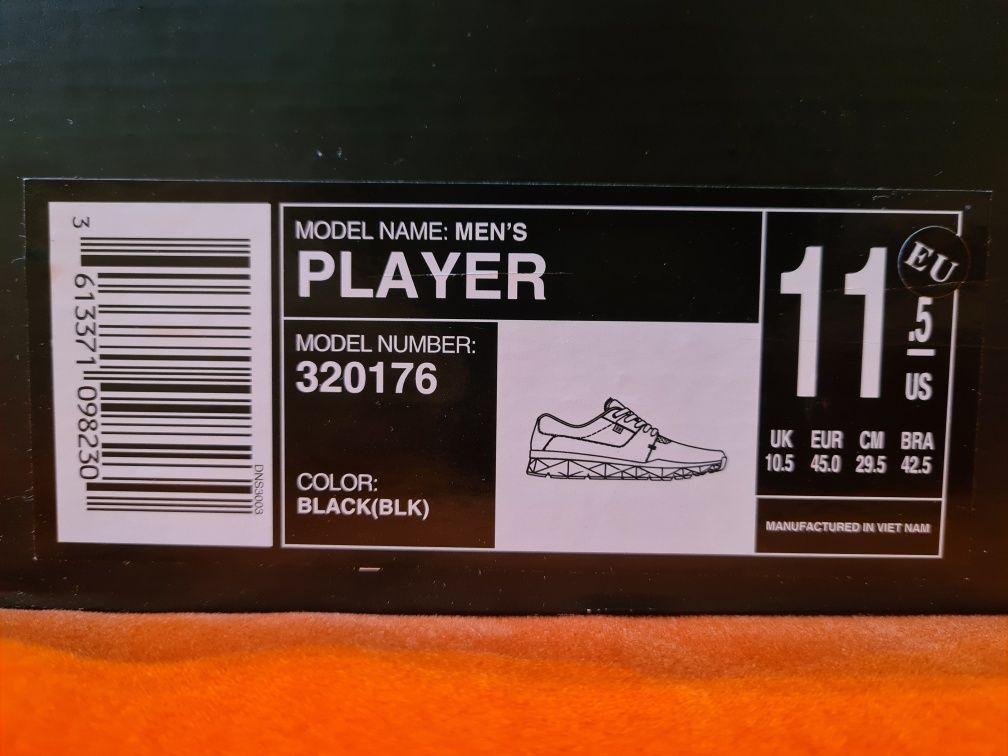 3 613371 098230
DNS3003
MODEL NAME: MEN'S
PLAYER
MODEL NUMBER:
320176
COLOR:
BLACK(BLK)
EU
11.5
US
UK EUR CM BRA
10.5 45.0 29.5 42.5
MANUFACTURED IN VIET NAM